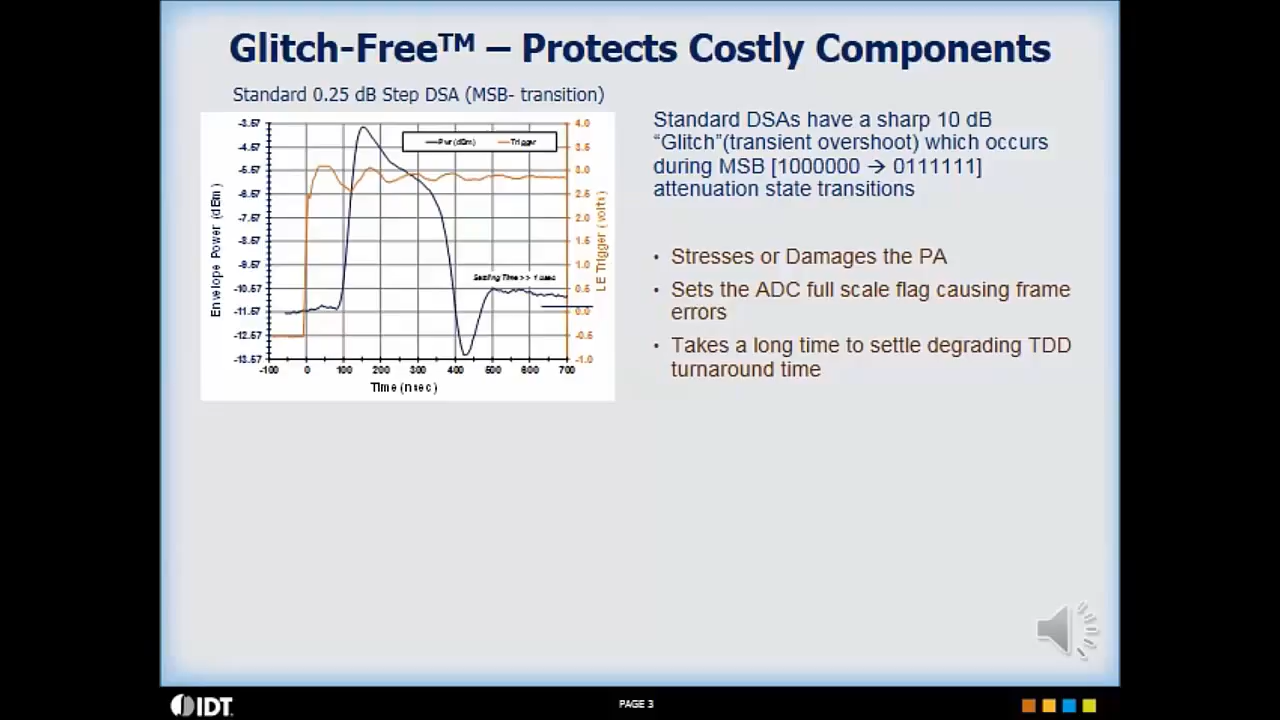 Glitch-Free™ – Protects Costly Components
Standard 0.25 dB Step DSA (MSB- transition)
Standard DSAs have a sharp 10 dB
“Glitch”(transient overshoot) which occurs
during MSB [1000000 → 0111111]
attenuation state transitions
• Stresses or Damages the PA
• Sets the ADC full scale flag causing frame
errors
• Takes a long time to settle degrading TDD
turnaround time
Pwr (dBm) Trigger
Envelope Power (dBm)
-3.57
-4.57
-5.57
-6.57
-7.57
-8.57
-9.57
-10.57
-11.57
-12.57
-13.57
4.0
3.5
3.0
2.5
2.0
1.5
1.0
0.5
0.0
-0.5
-1.0
LE Trigger (volts)
Settling Time >> 1 usec
-100 0 100 200 300 400 500 600 700
Time (nsec)
IDT
PAGE 3